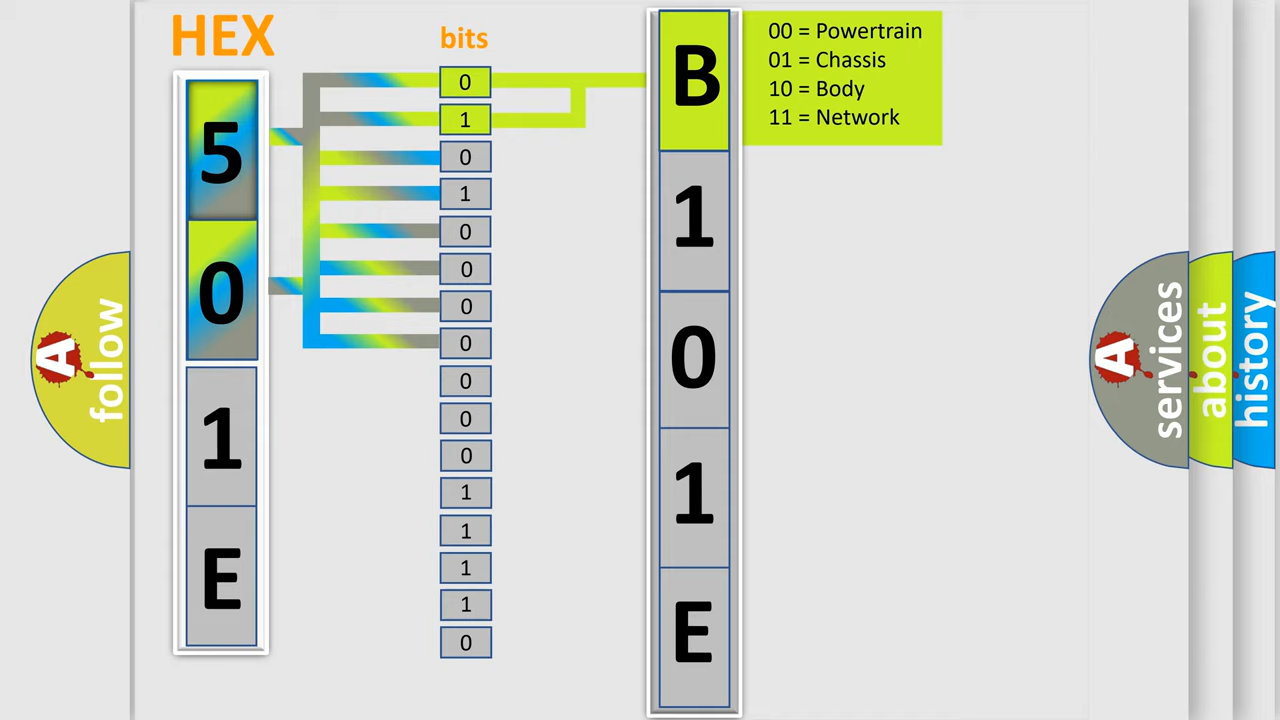 HEX
bits
5
0
1
E
0
1
0
1
0
0
0
0
0
0
0
1
1
1
1
0
B
1
0
1
E
00 = Powertrain
01 = Chassis
10 = Body
11 = Network
A
follow
A
services
about
history